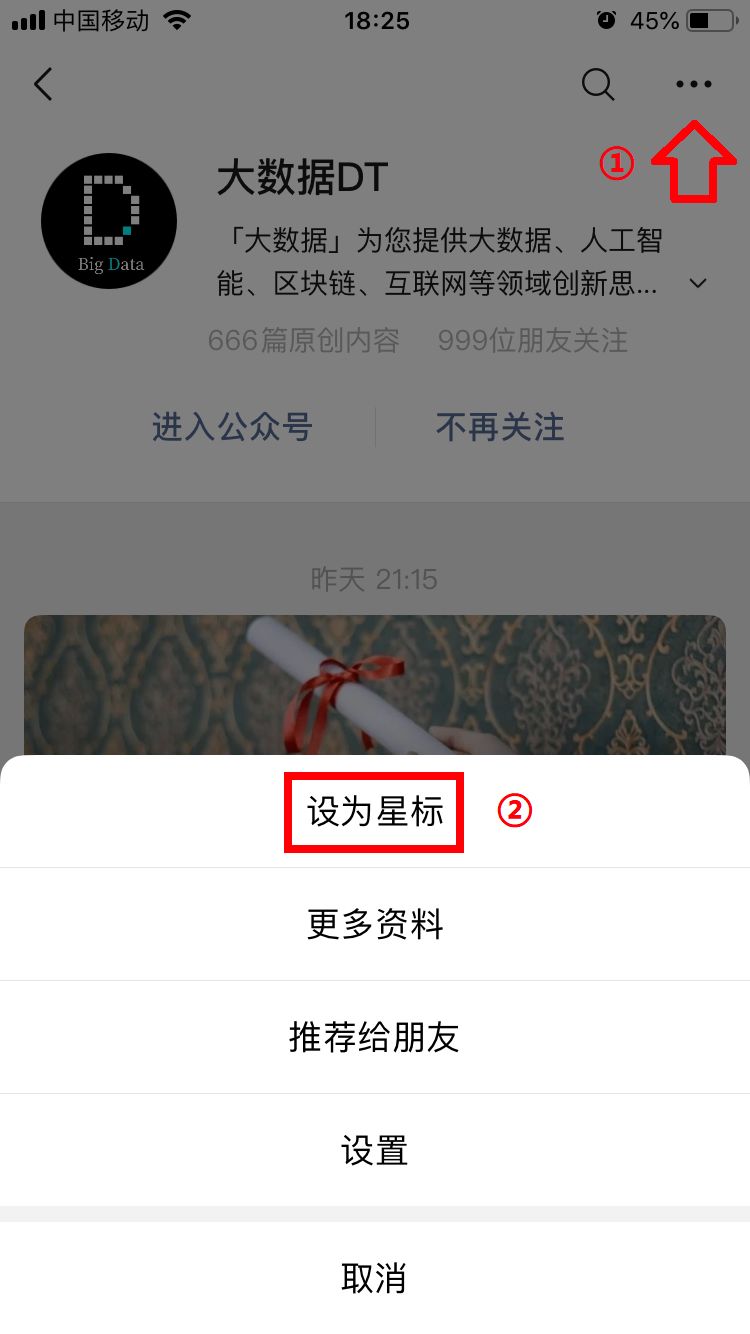 中国移动 18:25 45%
大数据DT
①
「大数据」为您提供大数据、人工智
能、区块链、互联网等领域创新思...
Big Data
666篇原创内容 999位朋友关注
进入公众号 不再关注
昨天 21:15
设为星标 ②
更多资料
推荐给朋友
设置
取消